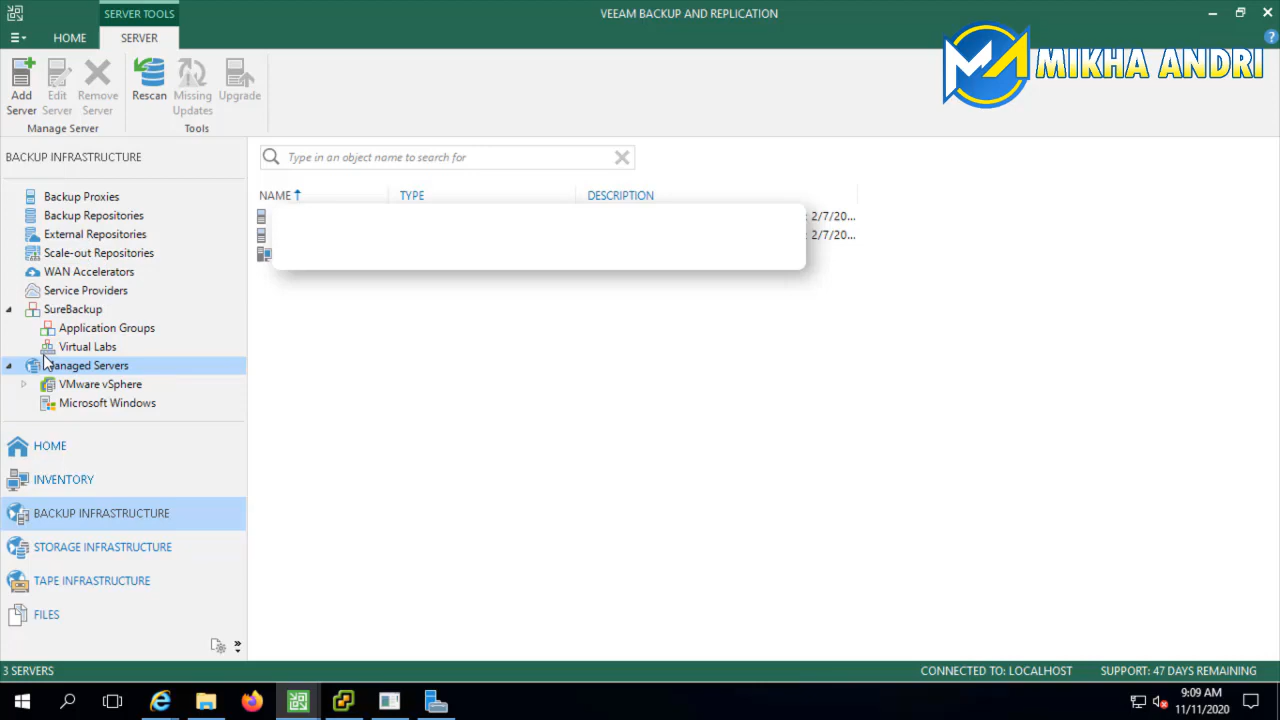 SERVER TOOLS
VEEAM BACKUP AND REPLICATION
HOME
SERVER
MIKHA ANDRI
Add Server
Edit Server
Remove Server
Rescan
Missing Updates
Upgrade
Manage Server
Tools
BACKUP INFRASTRUCTURE
Type in an object name to search for
Backup Proxies
Backup Repositories
External Repositories
Scale-out Repositories
WAN Accelerators
Service Providers
SureBackup
Application Groups
Virtual Labs
Managed Servers
VMware vSphere
Microsoft Windows
NAME
TYPE
DESCRIPTION
: 2/7/20...
: 2/7/20...
HOME
INVENTORY
BACKUP INFRASTRUCTURE
STORAGE INFRASTRUCTURE
TAPE INFRASTRUCTURE
FILES
3 SERVERS
CONNECTED TO: LOCALHOST
SUPPORT: 47 DAYS REMAINING
9:09 AM
11/11/2020